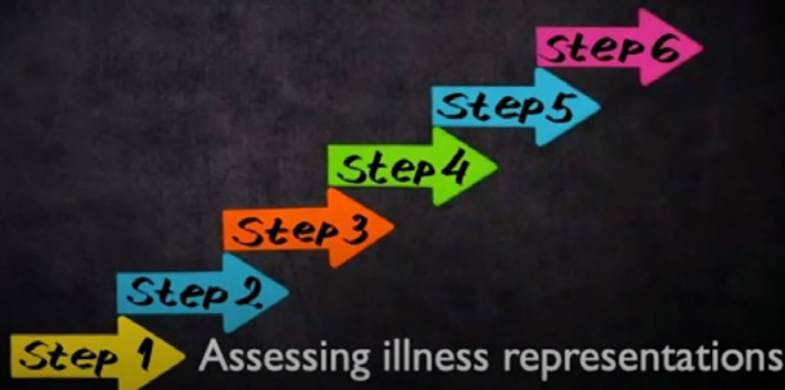 Step 6
Step 5
Step 4
Step 3
Step 2
Step 1 Assessing illness representations